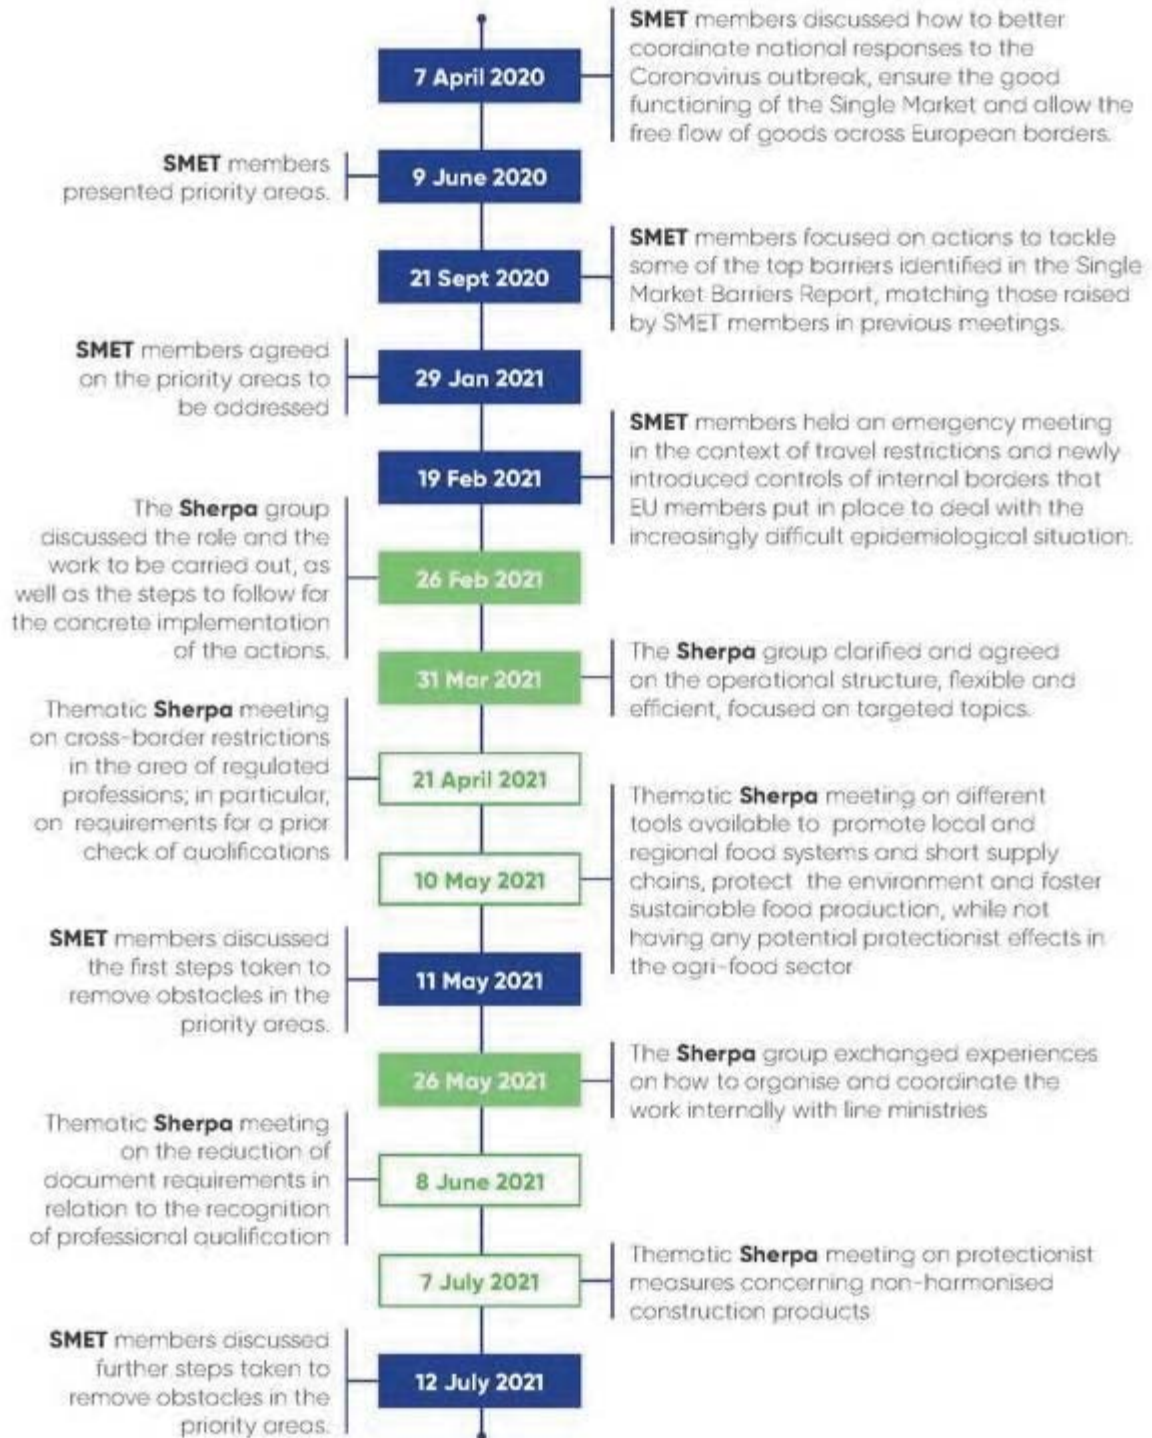 7 April 2020
SMET members discussed how to better
coordinate national responses to the
Coronavirus outbreak, ensure the good
functioning of the Single Market and allow the
free flow of goods across European borders.
SMET members
presented priority areas.
9 June 2020
21 Sept 2020
SMET members focused on actions to tackle
some of the top barriers identified in the Single
Market Barriers Report, matching those raised
by SMET members in previous meetings.
SMET members agreed
on the priority areas to
be addressed
29 Jan 2021
19 Feb 2021
SMET members held an emergency meeting
in the context of travel restrictions and newly
introduced controls of internal borders that
EU members put in place to deal with the
increasingly difficult epidemiological situation.
The Sherpa group
discussed the role and the
work to be carried out, as
well as the steps to follow for
the concrete implementation
of the actions.
26 Feb 2021
31 Mar 2021
The Sherpa group clarified and agreed
on the operational structure, flexible and
efficient, focused on targeted topics.
Thematic Sherpa meeting
on cross-border restrictions
in the area of regulated
professions; in particular,
on requirements for a prior
check of qualifications
21 April 2021
10 May 2021
Thematic Sherpa meeting on different
tools available to promote local and
regional food systems and short supply
chains, protect the environment and foster
sustainable food production, while not
having any potential protectionist effects in
the agri-food sector
SMET members discussed
the first steps taken to
remove obstacles in the
priority areas.
11 May 2021
26 May 2021
The Sherpa group exchanged experiences
on how to organise and coordinate the
work internally with line ministries
Thematic Sherpa meeting
on the reduction of
document requirements in
relation to the recognition
of professional qualification
8 June 2021
7 July 2021
Thematic Sherpa meeting on protectionist
measures concerning non-harmonised
construction products
SMET members discussed
further steps taken to
remove obstacles in the
priority areas.
12 July 2021